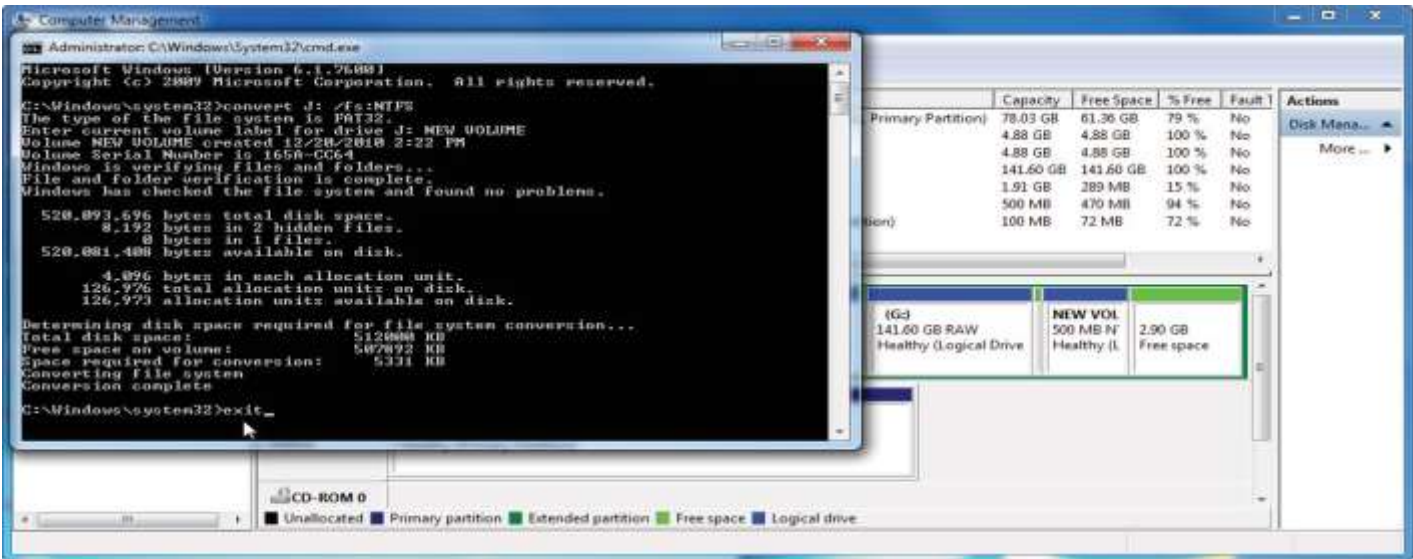 Computer Management
Administrator: C:\Windows\System32\cmd.exe
Microsoft Windows [Version 6.1.7600]
Copyright (c) 2009 Microsoft Corporation.  All rights reserved.
C:\Windows\system32>convert J: /fs:NTFS
The type of the file system is FAT32.
Enter current volume label for drive J: NEW VOLUME
Volume NEW VOLUME created 12/20/2010 2:22 PM
Volume Serial Number is 165A-CC64
Windows is verifying files and folders...
File and folder verification is complete.
Windows has checked the file system and found no problems.
520,093,696 bytes total disk space.
8,192 bytes in 2 hidden files.
0 bytes in 1 files.
520,081,408 bytes available on disk.
4,096 bytes in each allocation unit.
126,976 total allocation units on disk.
126,973 allocation units available on disk.
Determining disk space required for file system conversion...
Total disk space: 512000 KB
Free space on volume: 507892 KB
Space required for conversion: 5331 KB
Converting file system
Conversion complete
C:\Windows\system32>exit_
Capacity Free Space % Free Fault T
Primary Partition) 78.03 GB 61.36 GB 79 % No
4.88 GB 4.88 GB 100 % No
4.88 GB 4.88 GB 100 % No
141.60 GB 141.60 GB 100 % No
1.91 GB 289 MB 15 % No
500 MB 470 MB 94 % No
tion) 100 MB 72 MB 72 % No
Actions
Disk Mana...
More ...
(G:)
141.60 GB RAW
Healthy (Logical Drive
NEW VOL
500 MB N'
Healthy (L
2.90 GB
Free space
CD-ROM 0
Unallocated Primary partition Extended partition Free space Logical drive